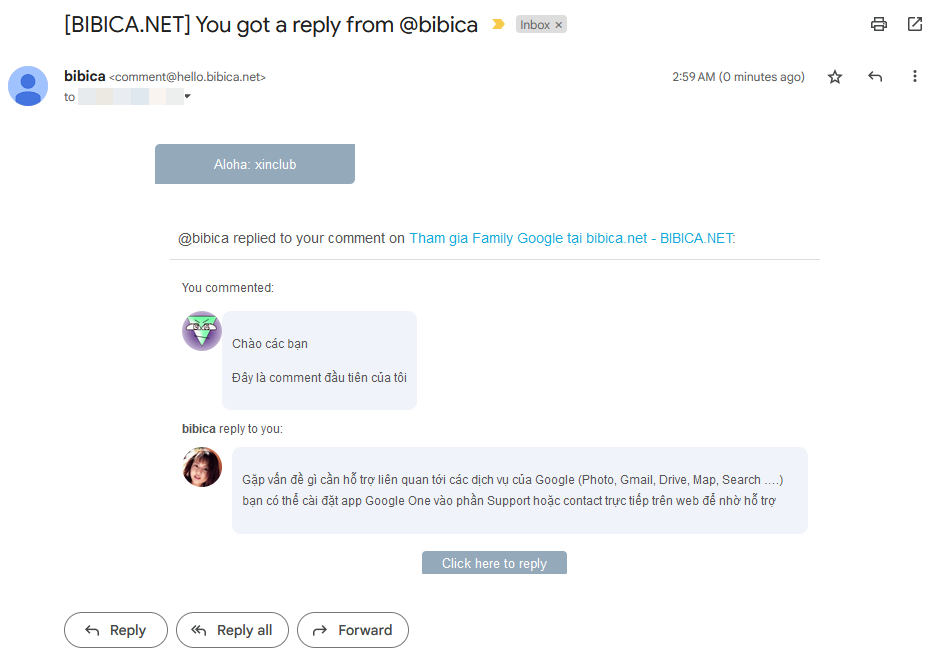 [BIBICA.NET] You got a reply from @bibica
Inbox ×
bibica <comment@hello.bibica.net>
2:59 AM (0 minutes ago)
to
Aloha: xinclub
@bibica replied to your comment on Tham gia Family Google tại bibica.net - BIBICA.NET:
You commented:
Chào các bạn
Đây là comment đầu tiên của tôi
bibica reply to you:
Gặp vấn đề gì cần hỗ trợ liên quan tới các dịch vụ của Google (Photo, Gmail, Drive, Map, Search ….)
bạn có thể cài đặt app Google One vào phần Support hoặc contact trực tiếp trên web để nhờ hỗ trợ
Click here to reply
Reply
Reply all
Forward